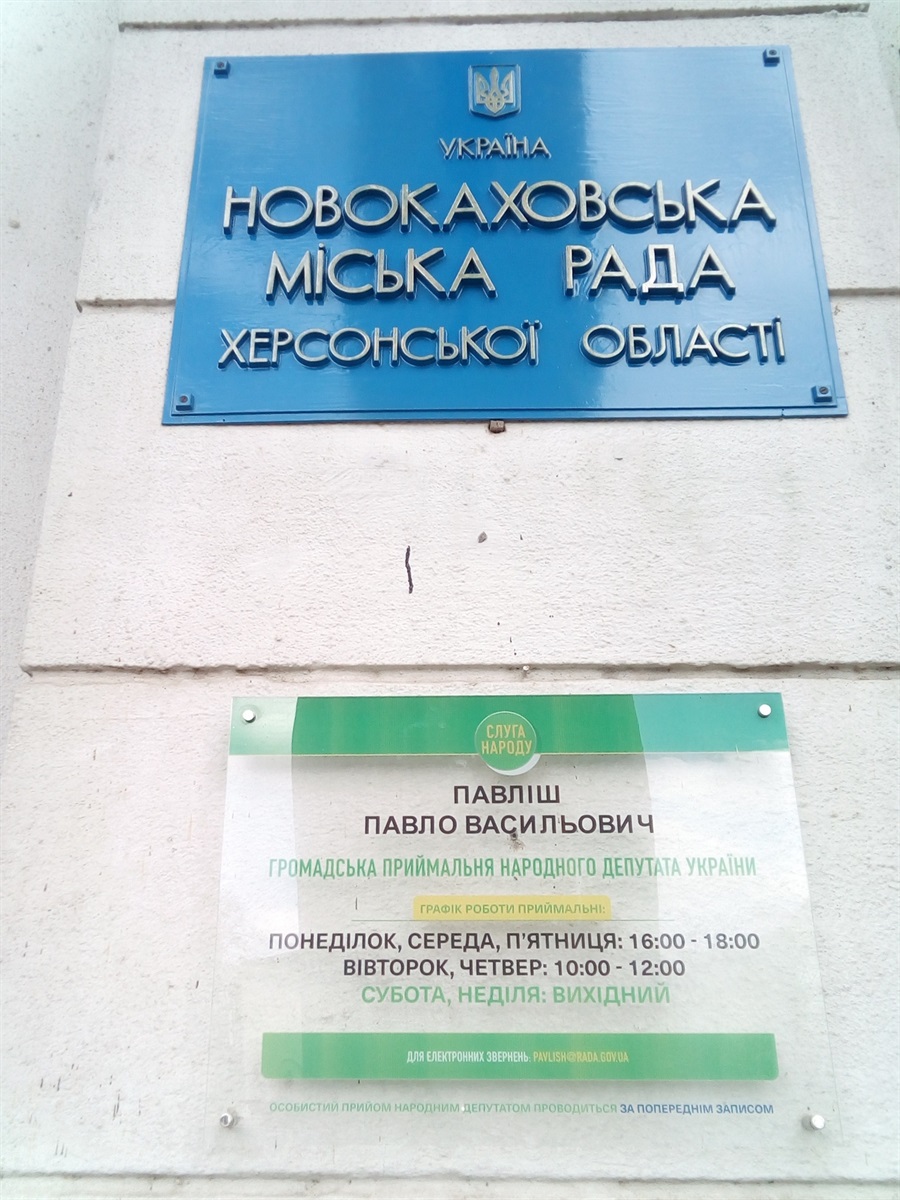 УКРАЇНА
НОВОКАХОВСЬКА
МІСЬКА РАДА
ХЕРСОНСЬКОЇ ОБЛАСТІ
СЛУГА
НАРОДУ
ПАВЛІШ
ПАВЛО ВАСИЛЬОВИЧ
ГРОМАДСЬКА ПРИЙМАЛЬНЯ НАРОДНОГО ДЕПУТАТА УКРАЇНИ
ГРАФІК РОБОТИ ПРИЙМАЛЬНІ:
ПОНЕДІЛОК, СЕРЕДА, П'ЯТНИЦЯ: 16:00 - 18:00
ВІВТОРОК, ЧЕТВЕР: 10:00 - 12:00
СУБОТА, НЕДІЛЯ: ВИХІДНИЙ
ДЛЯ ЕЛЕКТРОННИХ ЗВЕРНЕНЬ: PAVLISH@RADA.GOV.UA
ОСОБИСТИЙ ПРИЙОМ НАРОДНИМ ДЕПУТАТОМ ПРОВОДИТЬСЯ ЗА ПОПЕРЕДНІМ ЗАПИСОМ